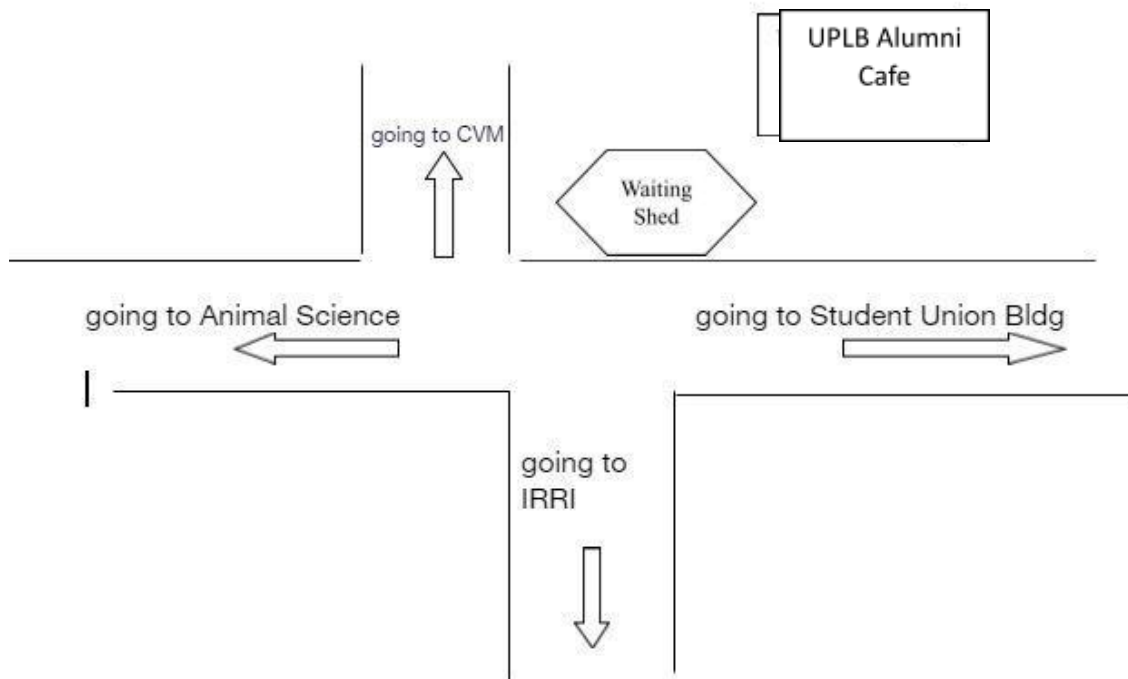 UPLB Alumni
Cafe
going to CVM
Waiting
Shed
going to Animal Science
going to Student Union Bldg
going to
IRRI